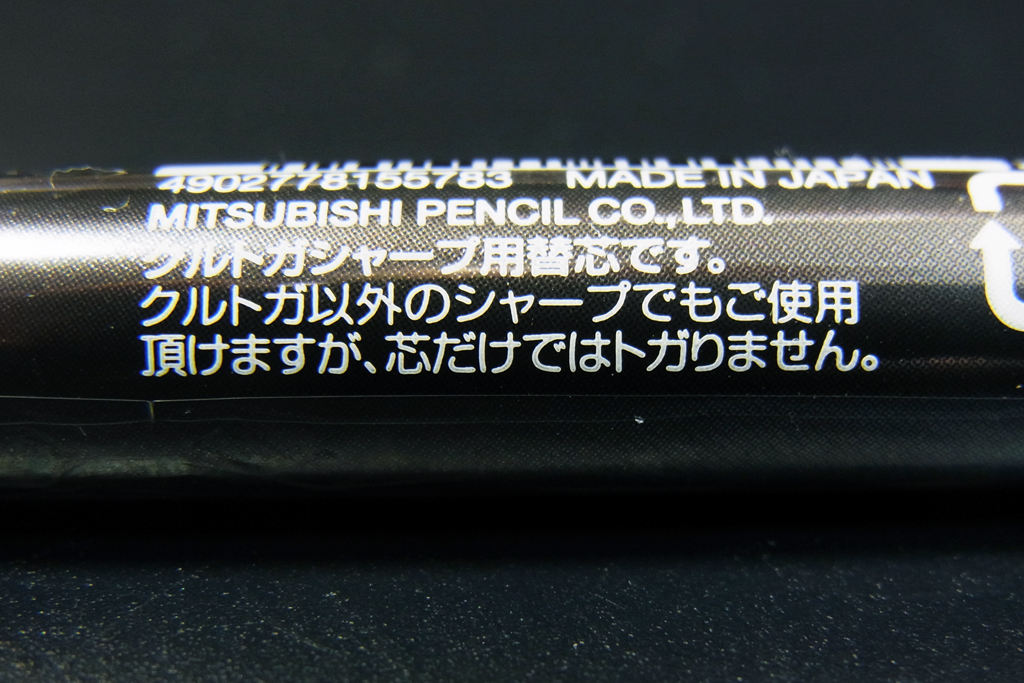 4902778155783 MADE IN JAPAN
MITSUBISHI PENCIL CO.,LTD.
クルトガシャープ用替芯です。
クルトガ以外のシャープでもご使用
頂けますが、芯だけではトガりません。